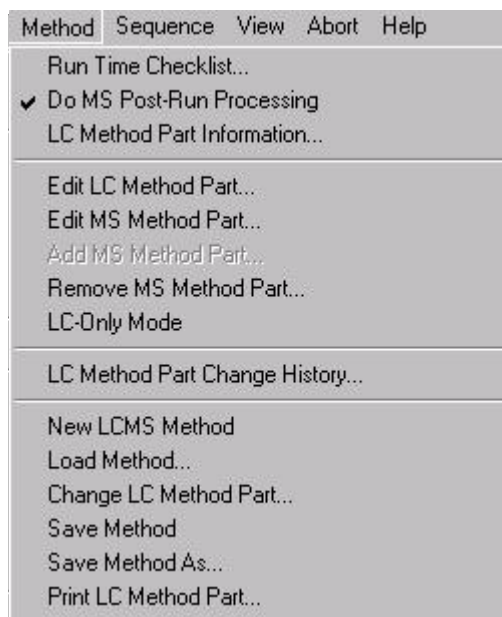 Method Sequence View Abort Help
Run Time Checklist...
Do MS Post-Run Processing
LC Method Part Information...
Edit LC Method Part...
Edit MS Method Part...
Add MS Method Part...
Remove MS Method Part...
LC-Only Mode
LC Method Part Change History...
New LCMS Method
Load Method...
Change LC Method Part...
Save Method
Save Method As...
Print LC Method Part...